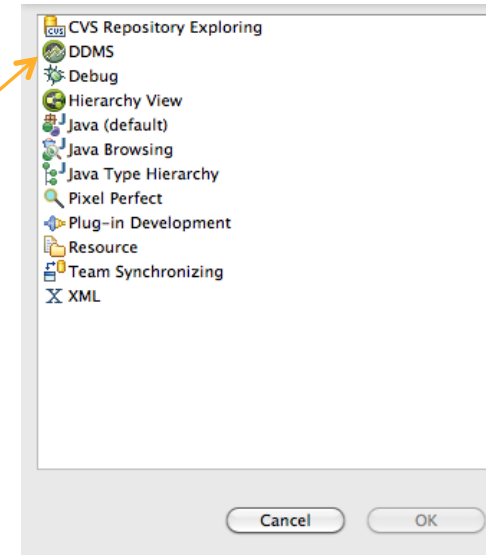 CVS Repository Exploring
DDMS
Debug
Hierarchy View
Java (default)
Java Browsing
Java Type Hierarchy
Pixel Perfect
Plug-in Development
Resource
Team Synchronizing
X XML
Cancel OK